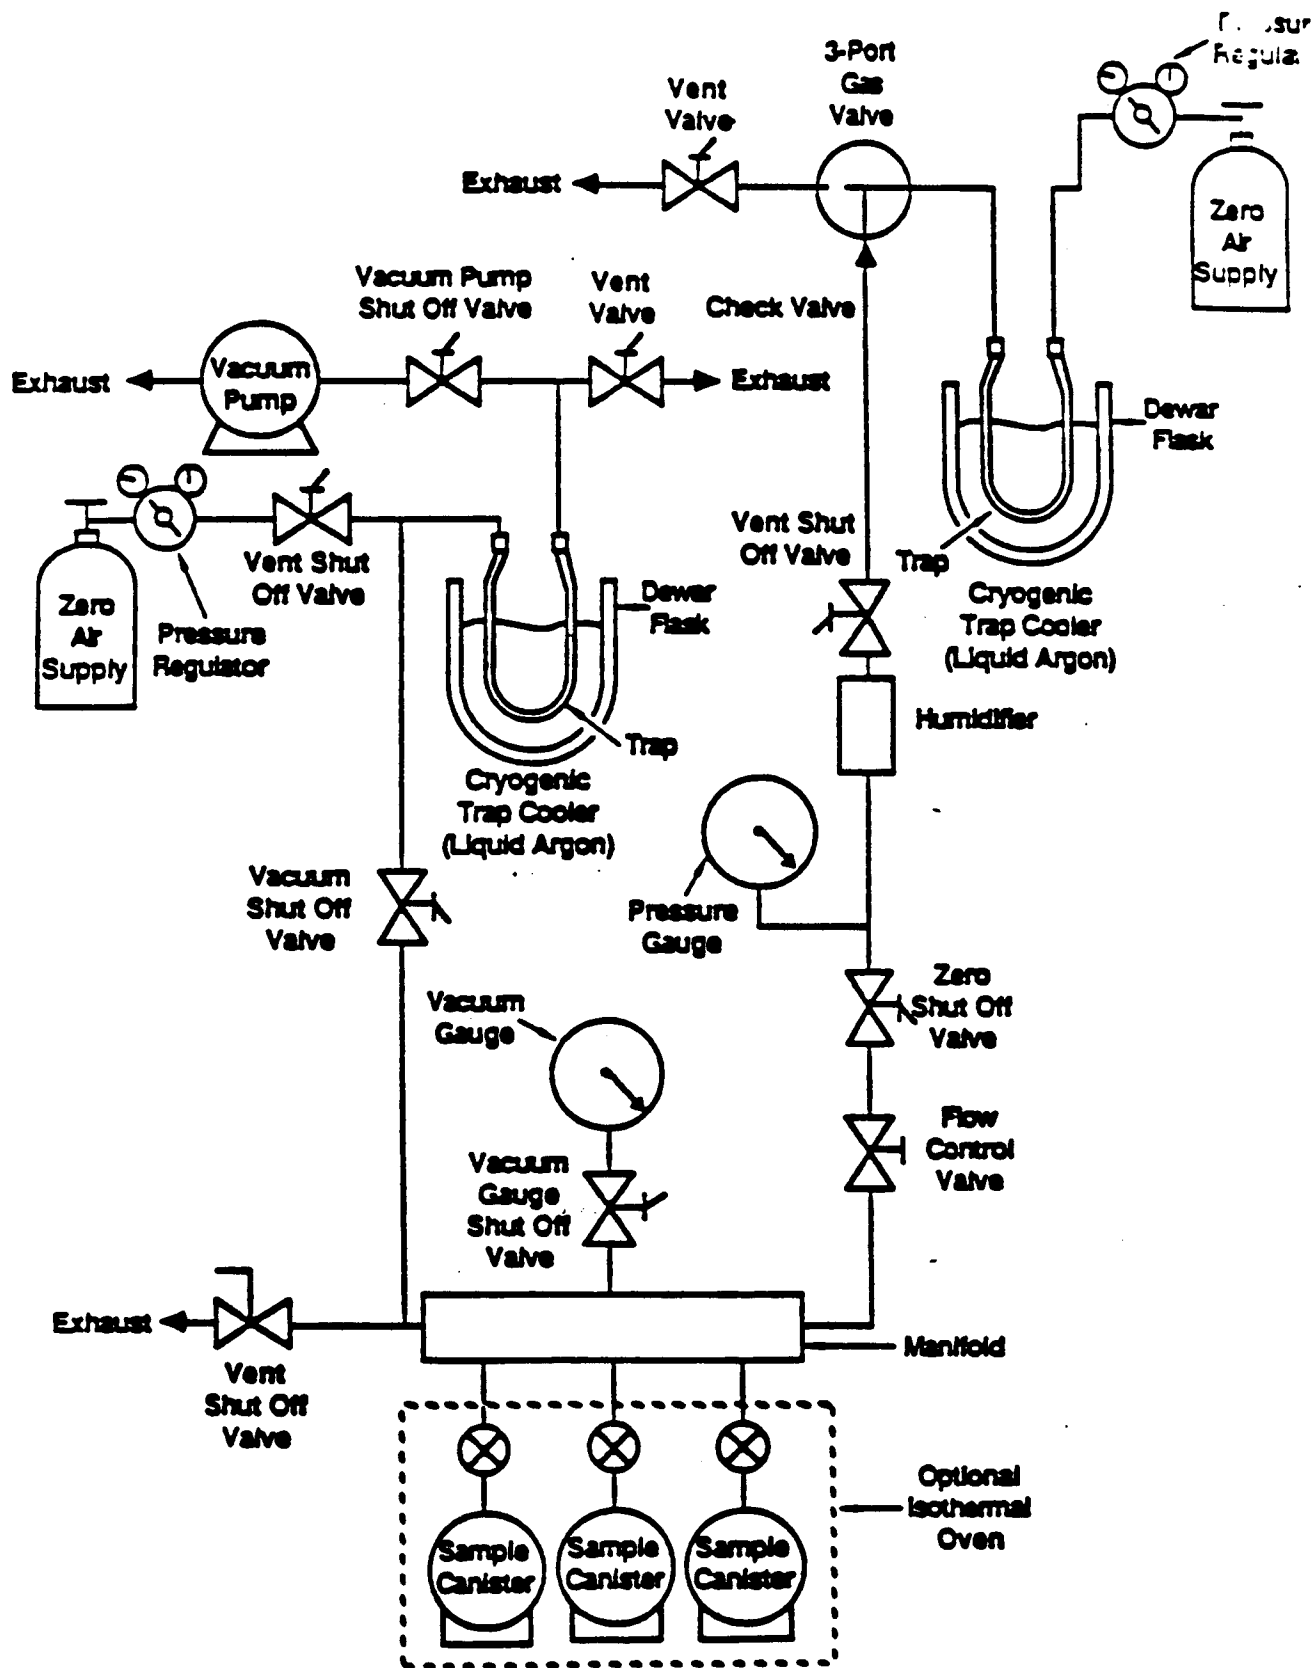 Regula
3-Port
Gas
Valve
Vent
Valve
Exhaust
Zero
Air
Supply
Vacuum Pump
Shut Off Valve
Vent
Valve
Check Valve
Exhaust
Vacuum
Pump
Exhaust
Dewar
Flask
Vent Shut
Off Valve
Trap
Vent Shut
Off Valve
Zero
Air
Supply
Pressure
Regulator
Dewar
Flask
Cryogenic
Trap Cooler
(Liquid Argon)
Humidifier
Trap
Cryogenic
Trap Cooler
(Liquid Argon)
Vacuum
Shut Off
Valve
Pressure
Gauge
Zero
Shut Off
Valve
Vacuum
Gauge
Flow
Control
Valve
Vacuum
Gauge
Shut Off
Valve
Exhaust
Manifold
Vent
Shut Off
Valve
Optional
Isothermal
Oven
Sample
Canister
Sample
Canister
Sample
Canister